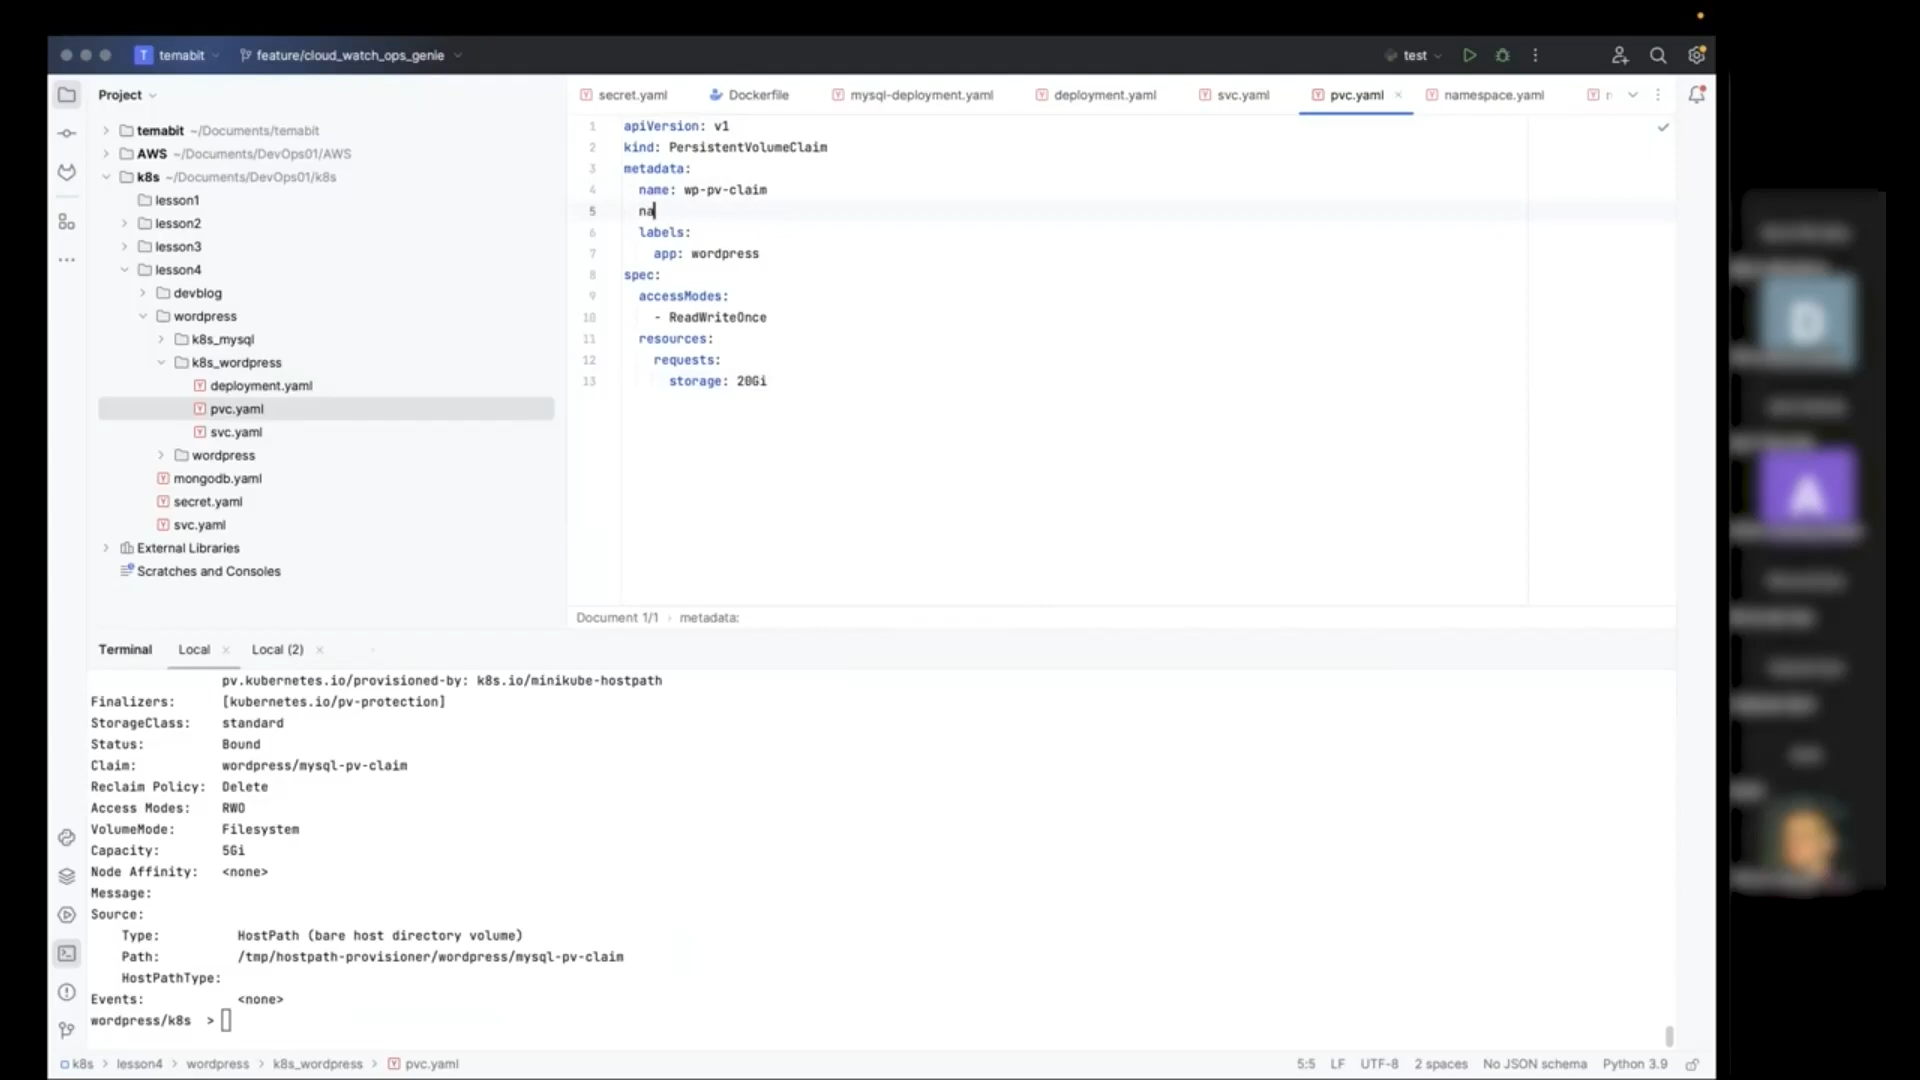 T temabit feature/cloud_watch_ops_genie test
Project
temabit ~/Documents/temabit
AWS ~/Documents/DevOps01/AWS
k8s ~/Documents/DevOps01/k8s
lesson1
lesson2
lesson3
lesson4
devblog
wordpress
k8s_mysql
k8s_wordpress
deployment.yaml
pvc.yaml
svc.yaml
wordpress
mongodb.yaml
secret.yaml
svc.yaml
External Libraries
Scratches and Consoles
secret.yaml Dockerfile mysql-deployment.yaml deployment.yaml svc.yaml pvc.yaml namespace.yaml
1 apiVersion: v1
2 kind: PersistentVolumeClaim
3 metadata:
4 name: wp-pv-claim
5 na
6 labels:
7 app: wordpress
8 spec:
9 accessModes:
10 - ReadWriteOnce
11 resources:
12 requests:
13 storage: 20Gi
Document 1/1 › metadata:
Terminal Local Local (2)
pv.kubernetes.io/provisioned-by: k8s.io/minikube-hostpath
Finalizers: [kubernetes.io/pv-protection]
StorageClass: standard
Status: Bound
Claim: wordpress/mysql-pv-claim
Reclaim Policy: Delete
Access Modes: RWO
VolumeMode: Filesystem
Capacity: 5Gi
Node Affinity: <none>
Message:
Source:
Type: HostPath (bare host directory volume)
Path: /tmp/hostpath-provisioner/wordpress/mysql-pv-claim
HostPathType:
Events: <none>
wordpress/k8s >
k8s › lesson4 › wordpress › k8s_wordpress › pvc.yaml 5:5 LF UTF-8 2 spaces No JSON schema Python 3.9
D
A